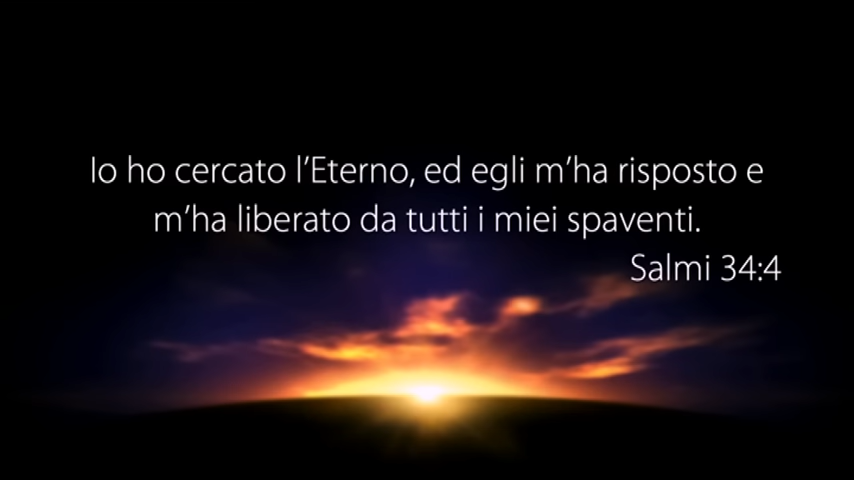 Io ho cercato l’Eterno, ed egli m’ha risposto e
m’ha liberato da tutti i miei spaventi.
Salmi 34:4